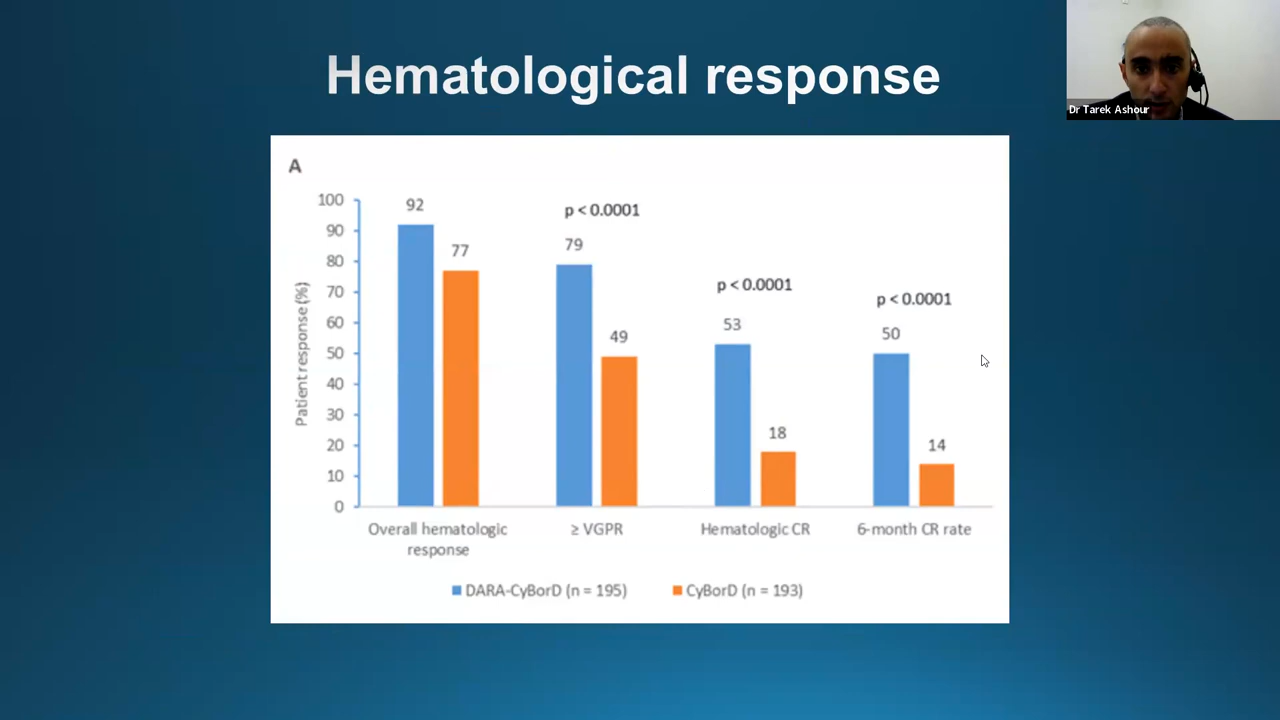 Hematological response
Dr Tarek Ashour
A
100
90
80
70
60
50
40
30
20
10
0
Patient response (%)
92
77
p < 0.0001
79
49
p < 0.0001
53
18
p < 0.0001
50
14
Overall hematologic
response
≥ VGPR
Hematologic CR
6-month CR rate
DARA-CyBorD (n = 195)
CyBorD (n = 193)